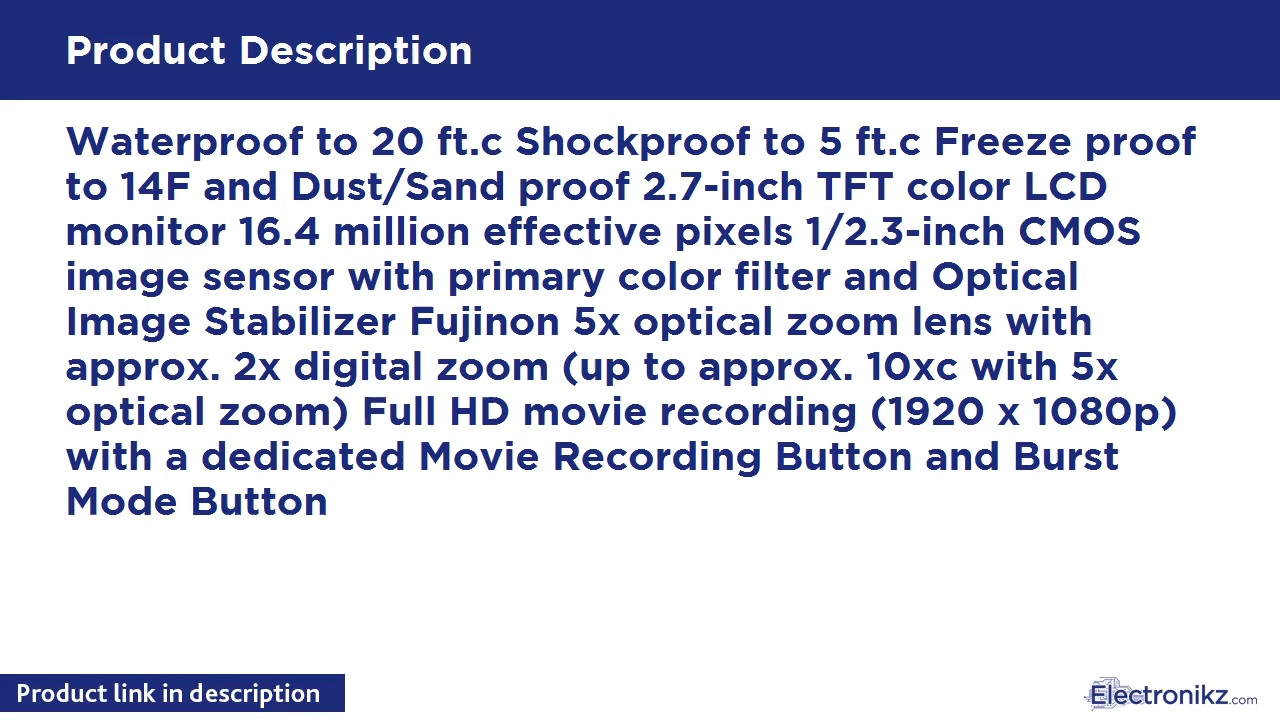 Product Description
Waterproof to 20 ft.c Shockproof to 5 ft.c Freeze proof
to 14F and Dust/Sand proof 2.7-inch TFT color LCD
monitor 16.4 million effective pixels 1/2.3-inch CMOS
image sensor with primary color filter and Optical
Image Stabilizer Fujinon 5x optical zoom lens with
approx. 2x digital zoom (up to approx. 10xc with 5x
optical zoom) Full HD movie recording (1920 x 1080p)
with a dedicated Movie Recording Button and Burst
Mode Button
Product link in description
Electronikz.com